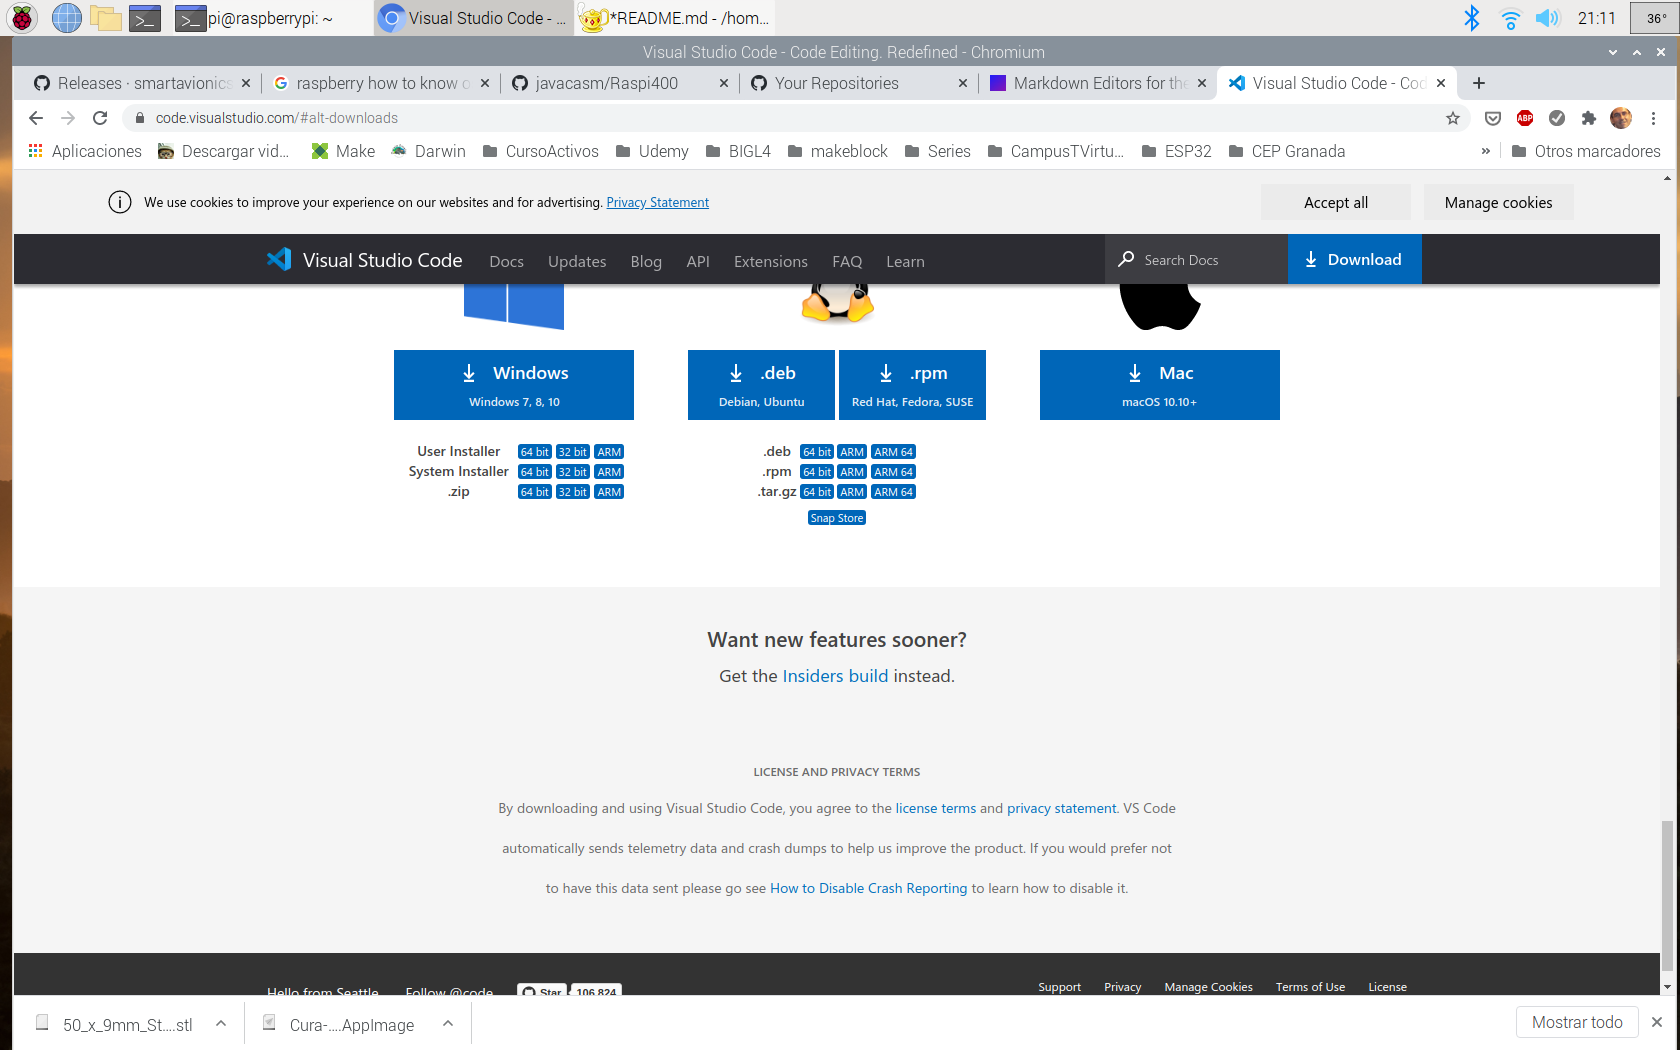 pi@raspberrypi: ~
Visual Studio Code - ...
*README.md - /hom...
21:11
36°
Visual Studio Code - Code Editing. Redefined - Chromium
Releases · smartavionics
raspberry how to know o
javacasm/Raspi400
Your Repositories
Markdown Editors for the
Visual Studio Code - Cod
code.visualstudio.com/#alt-downloads
ABP
Aplicaciones
Descargar vid...
Make
Darwin
CursoActivos
Udemy
BIGL4
makeblock
Series
CampusTVirtu...
ESP32
CEP Granada
»
Otros marcadores
We use cookies to improve your experience on our websites and for advertising. Privacy Statement
Accept all
Manage cookies
Visual Studio Code
Docs
Updates
Blog
API
Extensions
FAQ
Learn
Search Docs
Download
Windows
Windows 7, 8, 10
.deb
Debian, Ubuntu
.rpm
Red Hat, Fedora, SUSE
Mac
macOS 10.10+
User Installer 64 bit 32 bit ARM
System Installer 64 bit 32 bit ARM
.zip 64 bit 32 bit ARM
.deb 64 bit ARM ARM 64
.rpm 64 bit ARM ARM 64
.tar.gz 64 bit ARM ARM 64
Snap Store
Want new features sooner?
Get the Insiders build instead.
LICENSE AND PRIVACY TERMS
By downloading and using Visual Studio Code, you agree to the license terms and privacy statement. VS Code
automatically sends telemetry data and crash dumps to help us improve the product. If you would prefer not
to have this data sent please go see How to Disable Crash Reporting to learn how to disable it.
Hello from Seattle.
Follow @code
Star
106,824
Support
Privacy
Manage Cookies
Terms of Use
License
50_x_9mm_St....stl
Cura-....AppImage
Mostrar todo